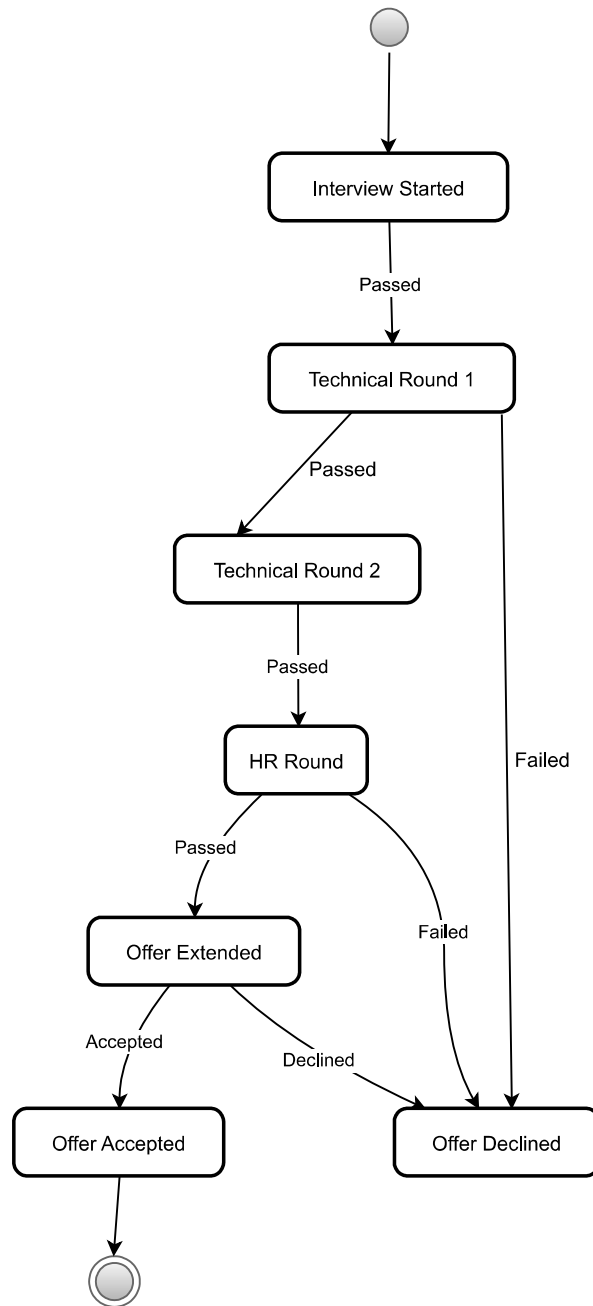 Interview Started
Passed
Technical Round 1
Passed
Technical Round 2
Passed
HR Round
Failed
Passed
Failed
Offer Extended
Accepted
Declined
Offer Accepted
Offer Declined